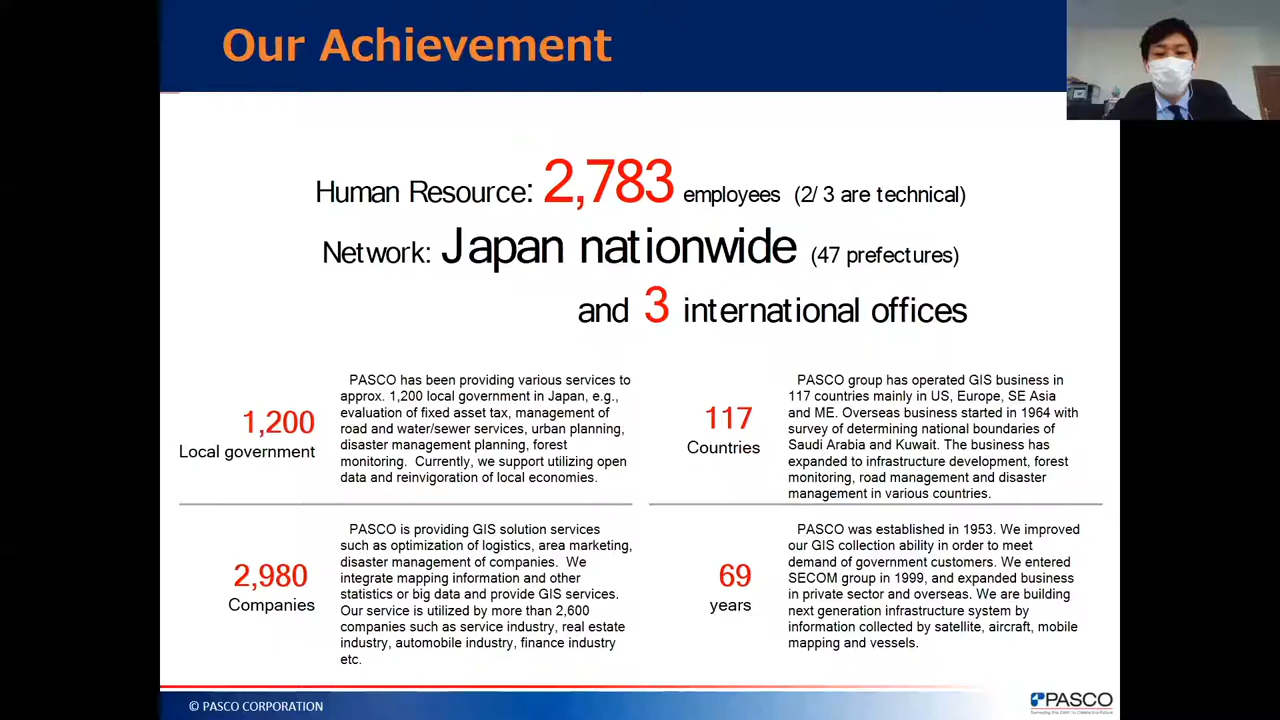 Our Achievement
Human Resource: 2,783 employees (2/ 3 are technical)
Network: Japan nationwide (47 prefectures)
and 3 international offices
1,200
Local government
PASCO has been providing various services to
approx. 1,200 local government in Japan, e.g.,
evaluation of fixed asset tax, management of
road and water/sewer services, urban planning,
disaster management planning, forest
monitoring. Currently, we support utilizing open
data and reinvigoration of local economies.
117
Countries
PASCO group has operated GIS business in
117 countries mainly in US, Europe, SE Asia
and ME. Overseas business started in 1964 with
survey of determining national boundaries of
Saudi Arabia and Kuwait. The business has
expanded to infrastructure development, forest
monitoring, road management and disaster
management in various countries.
2,980
Companies
PASCO is providing GIS solution services
such as optimization of logistics, area marketing,
disaster management of companies. We
integrate mapping information and other
statistics or big data and provide GIS services.
Our service is utilized by more than 2,600
companies such as service industry, real estate
industry, automobile industry, finance industry
etc.
69
years
PASCO was established in 1953. We improved
our GIS collection ability in order to meet
demand of government customers. We entered
SECOM group in 1999, and expanded business
in private sector and overseas. We are building
next generation infrastructure system by
information collected by satellite, aircraft, mobile
mapping and vessels.
© PASCO CORPORATION
PASCO